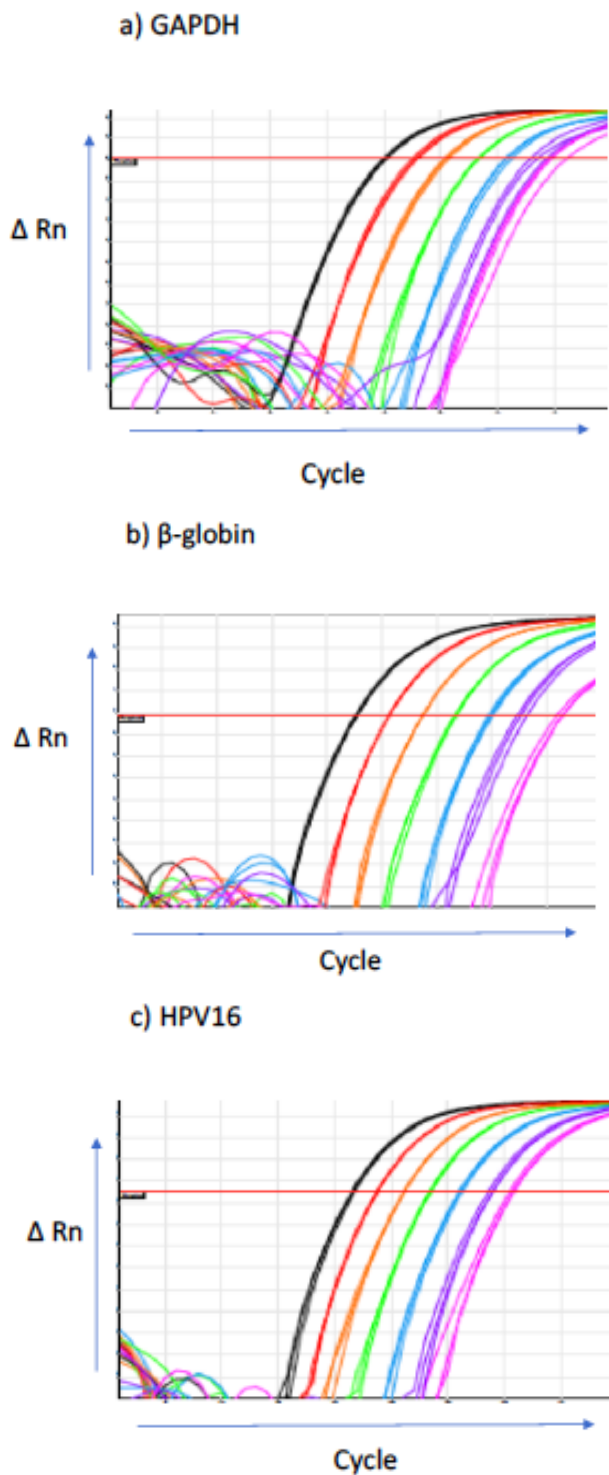 a) GAPDH
Δ Rn
Cycle
b) β-globin
Δ Rn
Cycle
c) HPV16
Δ Rn
Cycle